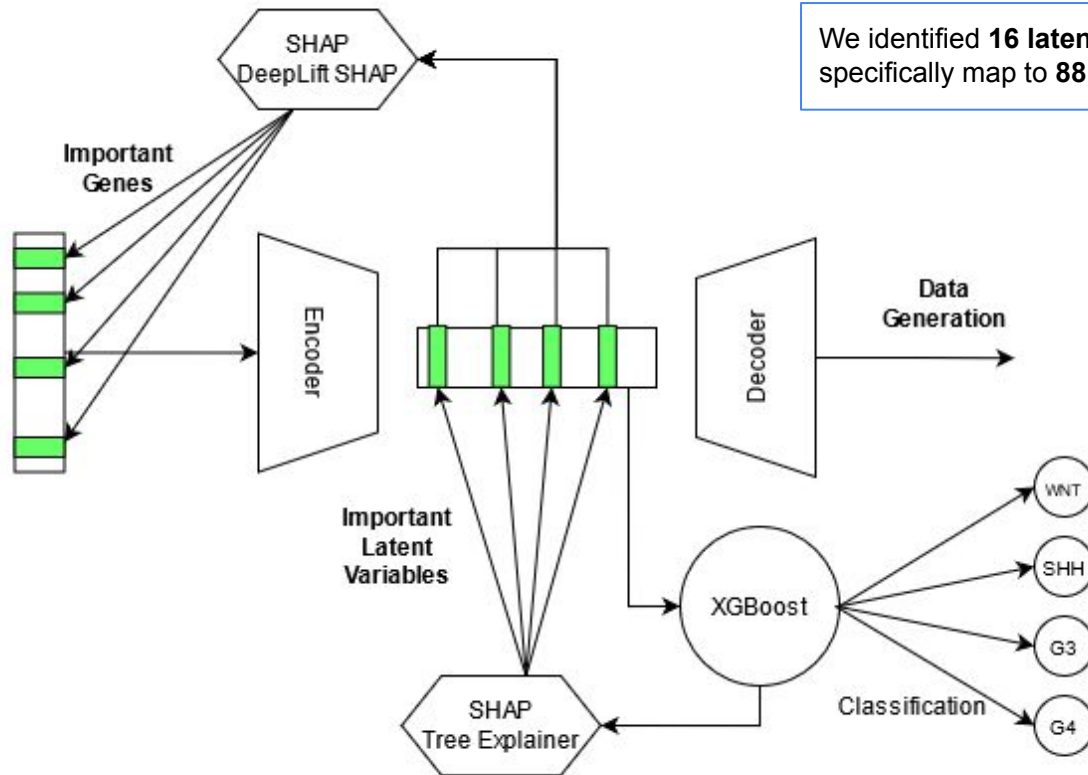 We identified 16 laten
specifically map to 88
SHAP
DeepLift SHAP
Important
Genes
Encoder
Decoder
Data
Generation
Important
Latent
Variables
XGBoost
WNT
SHH
G3
G4
Classification
SHAP
Tree Explainer